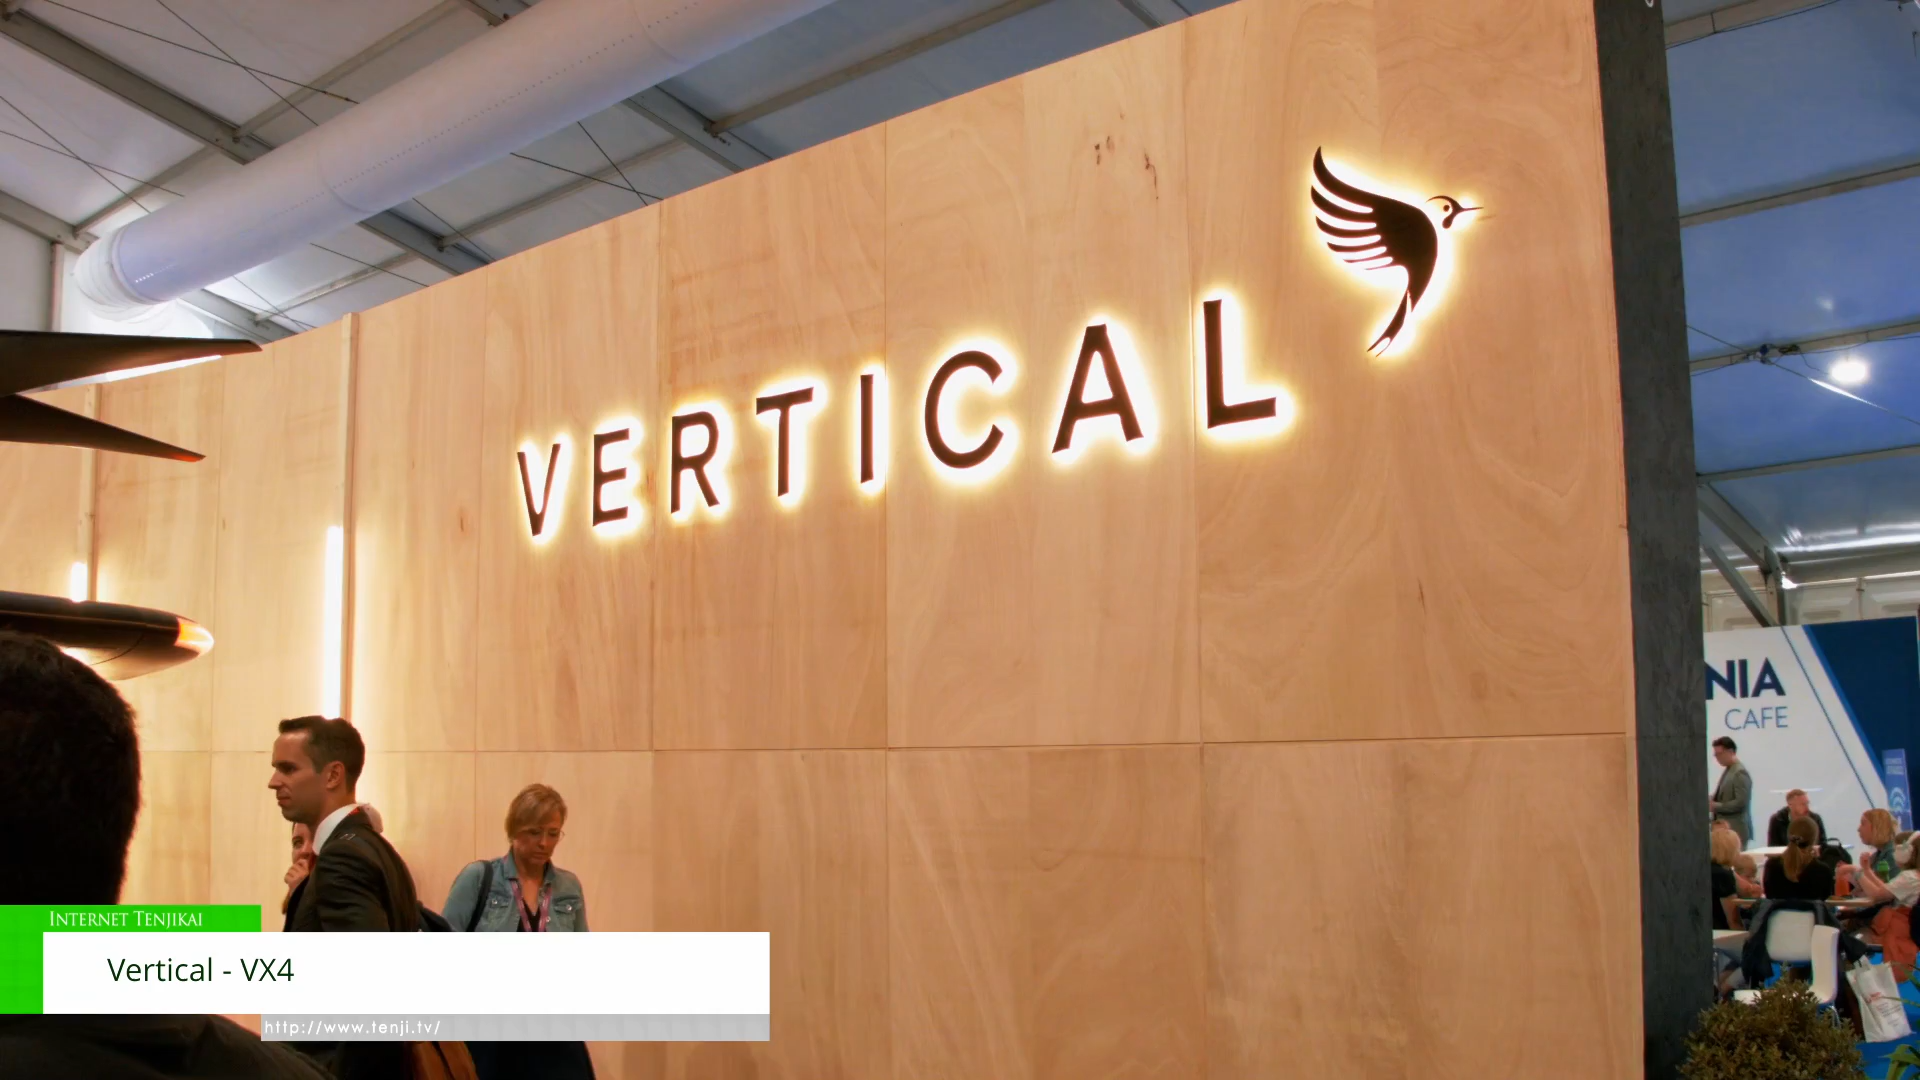 VERTICAL
NIA
CAFE
INTERNET TENJIKAI
Vertical - VX4
http://www.tenji.tv/